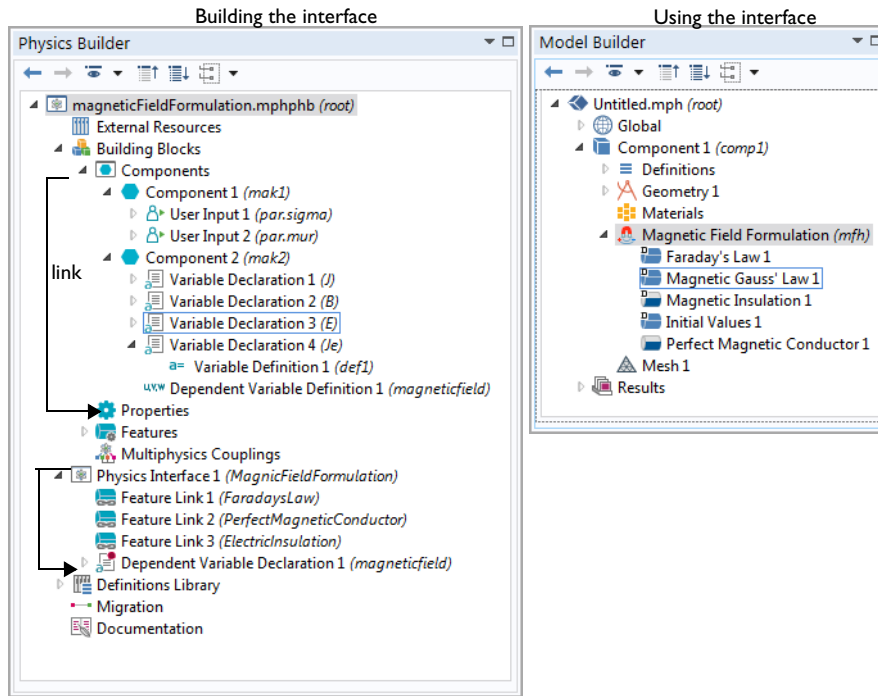 Building the interface
Physics Builder
magneticFieldFormulation.mphphb (root)
External Resources
Building Blocks
Components
Component 1 (mak1)
User Input 1 (par.sigma)
User Input 2 (par.mur)
Component 2 (mak2)
link
Variable Declaration 1 (J)
Variable Declaration 2 (B)
Variable Declaration 3 (E)
Variable Declaration 4 (Je)
a= Variable Definition 1 (def1)
u,v,w Dependent Variable Definition 1 (magneticfield)
Properties
Features
Multiphysics Couplings
Physics Interface 1 (MagnicFieldFormulation)
Feature Link 1 (FaradaysLaw)
Feature Link 2 (PerfectMagneticConductor)
Feature Link 3 (ElectricInsulation)
Dependent Variable Declaration 1 (magneticfield)
Definitions Library
Migration
Documentation
Using the interface
Model Builder
Untitled.mph (root)
Global
Component 1 (comp1)
Definitions
Geometry 1
Materials
Magnetic Field Formulation (mfh)
Faraday's Law 1
Magnetic Gauss' Law 1
Magnetic Insulation 1
Initial Values 1
Perfect Magnetic Conductor 1
Mesh 1
Results